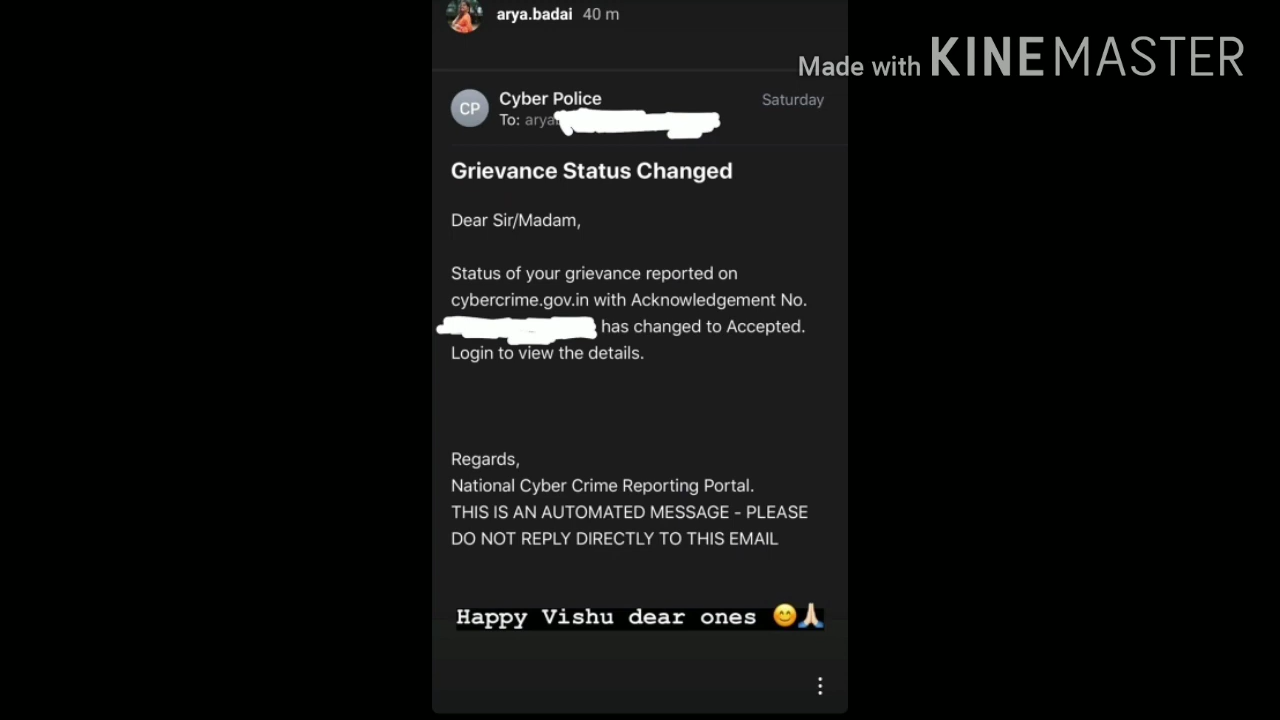 arya.badai 40 m
Made with KINEMASTER
CP
Cyber Police
Saturday
To: arya
Grievance Status Changed
Dear Sir/Madam,
Status of your grievance reported on
cybercrime.gov.in with Acknowledgement No.
has changed to Accepted.
Login to view the details.
Regards,
National Cyber Crime Reporting Portal.
THIS IS AN AUTOMATED MESSAGE - PLEASE
DO NOT REPLY DIRECTLY TO THIS EMAIL
Happy Vishu dear ones 😊🙏🏻